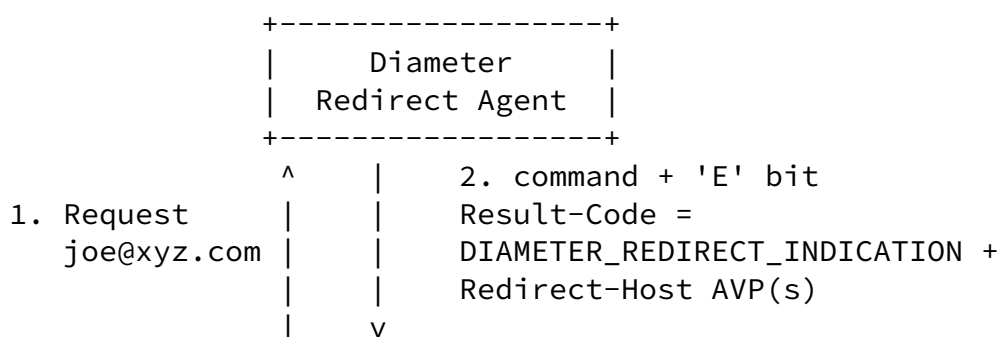 +------------------+
                 |     Diameter     |
                 |  Redirect Agent  |
                 +------------------+
                  ^    |    2. command + 'E' bit
1. Request        |    |    Result-Code =
   joe@xyz.com    |    |    DIAMETER_REDIRECT_INDICATION +
                  |    |    Redirect-Host AVP(s)
                  |    v